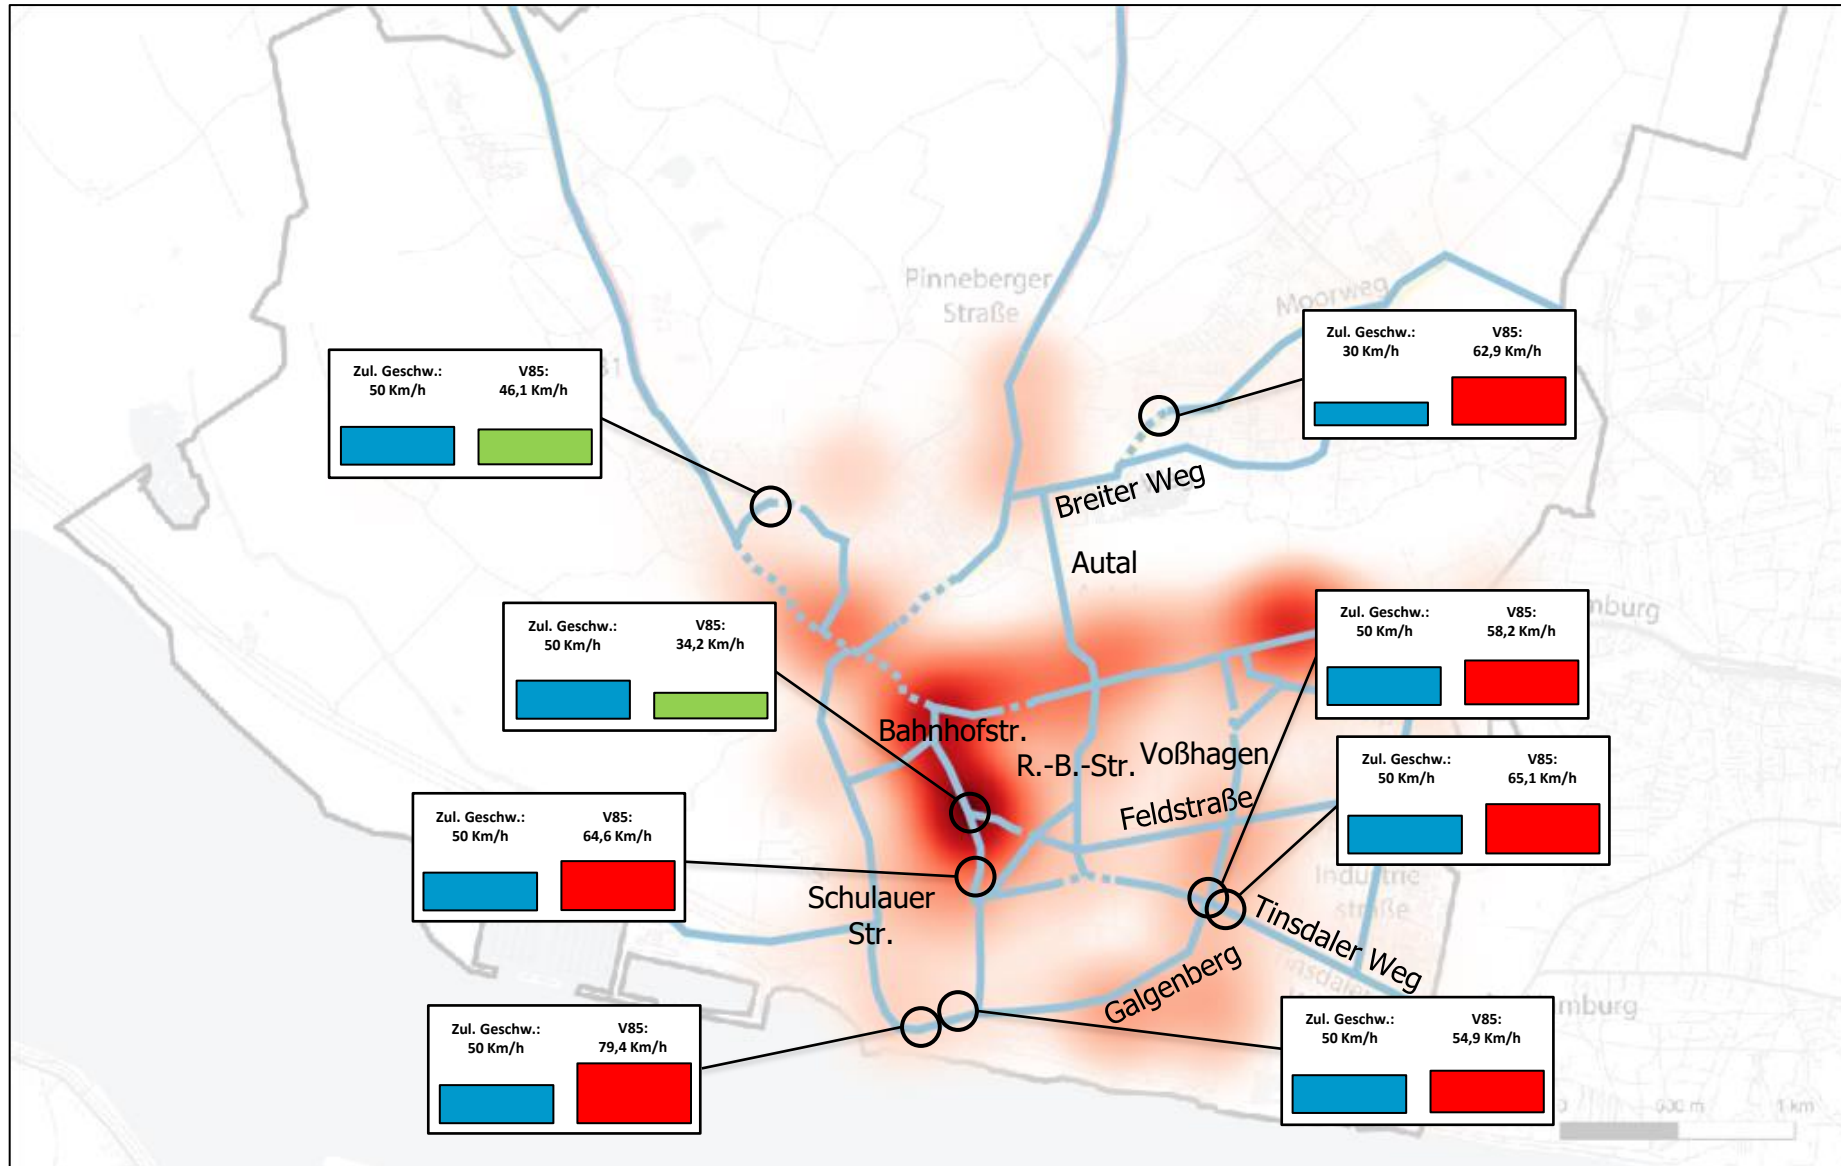 Pinneberger
Straße
Moorweg
Zul. Geschw.:
30 Km/h
V85:
62,9 Km/h
Zul. Geschw.:
50 Km/h
V85:
46,1 Km/h
Breiter Weg
Autal
Zul. Geschw.:
50 Km/h
V85:
58,2 Km/h
Zul. Geschw.:
50 Km/h
V85:
34,2 Km/h
Bahnhofstr.
R.-B.-Str.
Voßhagen
Feldstraße
Zul. Geschw.:
50 Km/h
V85:
65,1 Km/h
Zul. Geschw.:
50 Km/h
V85:
64,6 Km/h
Schulauer
Str.
Industrie-
straße
Tinsdaler Weg
Galgenberg
Zul. Geschw.:
50 Km/h
V85:
79,4 Km/h
Zul. Geschw.:
50 Km/h
V85:
54,9 Km/h
1 km